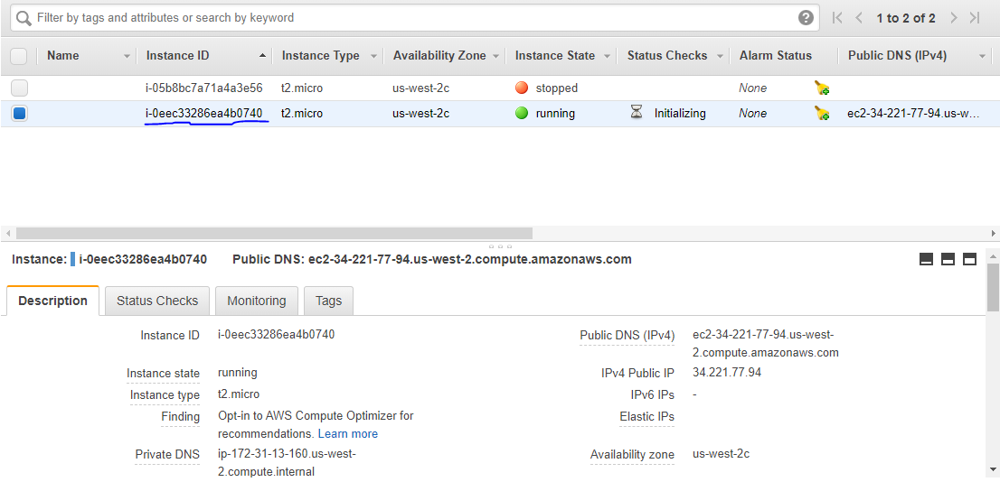 Filter by tags and attributes or search by keyword ? 1 to 2 of 2
Name Instance ID Instance Type Availability Zone Instance State Status Checks Alarm Status Public DNS (IPv4)
i-05b8bc7a71a4a3e56 t2.micro us-west-2c stopped None
i-0eec33286ea4b0740 t2.micro us-west-2c running Initializing None ec2-34-221-77-94.us-w…
Instance: i-0eec33286ea4b0740 Public DNS: ec2-34-221-77-94.us-west-2.compute.amazonaws.com
Description Status Checks Monitoring Tags
Instance ID i-0eec33286ea4b0740 Public DNS (IPv4) ec2-34-221-77-94.us-west-
2.compute.amazonaws.com
Instance state running IPv4 Public IP 34.221.77.94
Instance type t2.micro IPv6 IPs -
Finding Opt-in to AWS Compute Optimizer for Elastic IPs
recommendations. Learn more
Private DNS ip-172-31-13-160.us-west- Availability zone us-west-2c
2.compute.internal